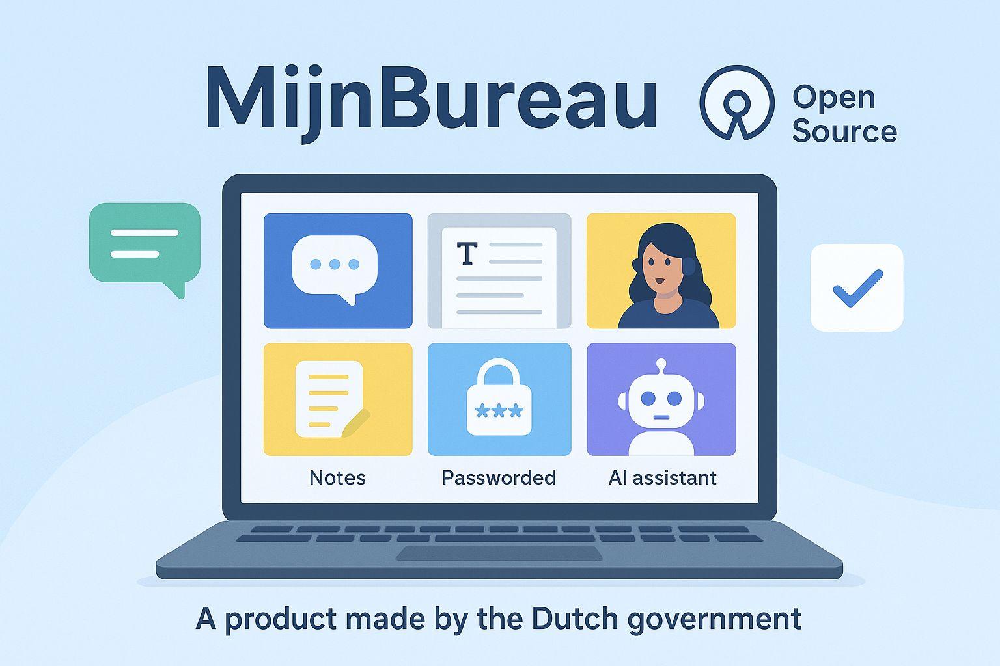 MijnBureau
Open
Source
T
***
Notes
Passworded
AI assistant
A product made by the Dutch government